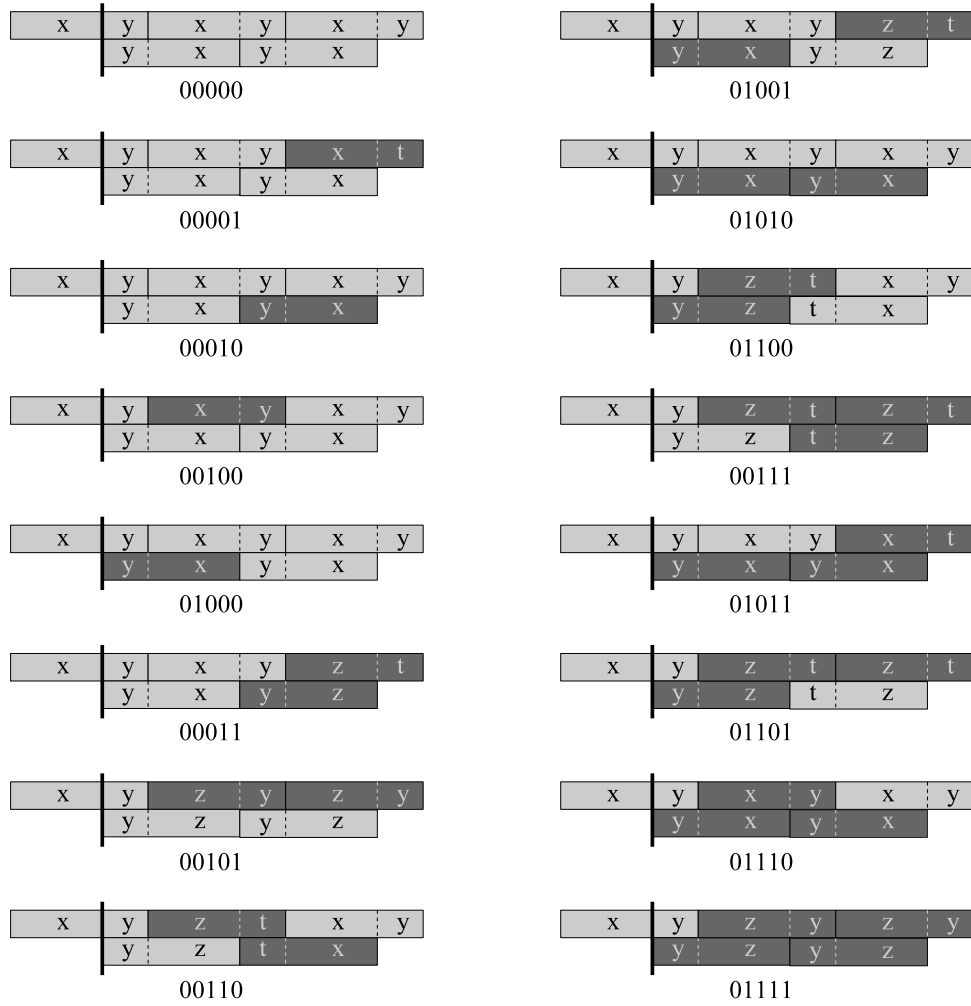 x y x y x y
y x y x
00000
x y x y x t
y x y x
00001
x y x y x y
y x y x
00010
x y x y x y
y x y x
00100
x y x y x y
y x y x
01000
x y x y z t
y x y z
00011
x y z y z y
y z y z
00101
x y z t x y
y z t x
00110
x y x y z t
y x y z
01001
x y x y x y
y x y x
01010
x y z t x y
y z t x
01100
x y z t z t
y z t z
00111
x y x y x t
y x y x
01011
x y z t z t
y z t z
01101
x y x y x y
y x y x
01110
x y z y z y
y z y z
01111